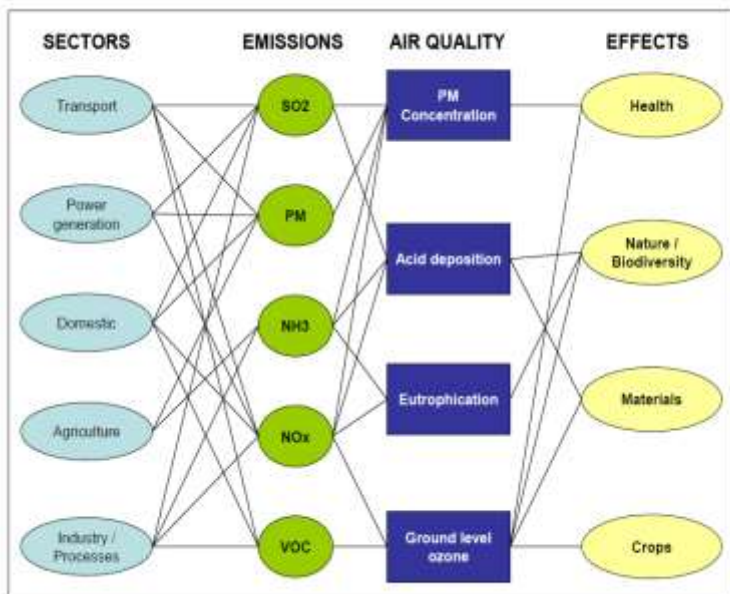 SECTORS
EMISSIONS
AIR QUALITY
EFFECTS
Transport
SO2
PM
Concentration
Health
Power
generation
PM
Acid deposition
Nature /
Biodiversity
Domestic
NH3
Eutrophication
Materials
Agriculture
NOx
Ground level
ozone
Crops
Industry /
Processes
VOC